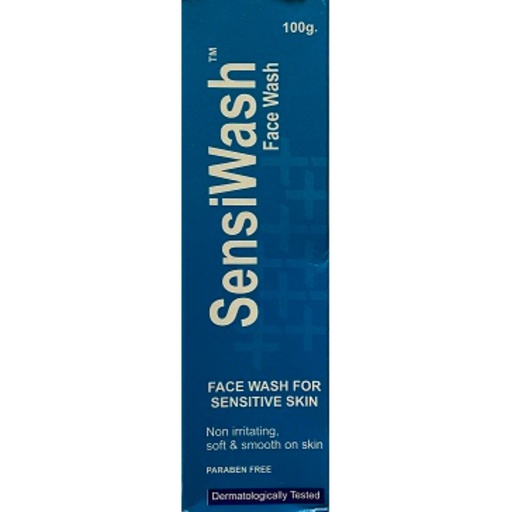 100g.
SensiWash™
Face Wash
FACE WASH FOR
SENSITIVE SKIN
Non irritating,
soft & smooth on skin
PARABEN FREE
Dermatologically Tested